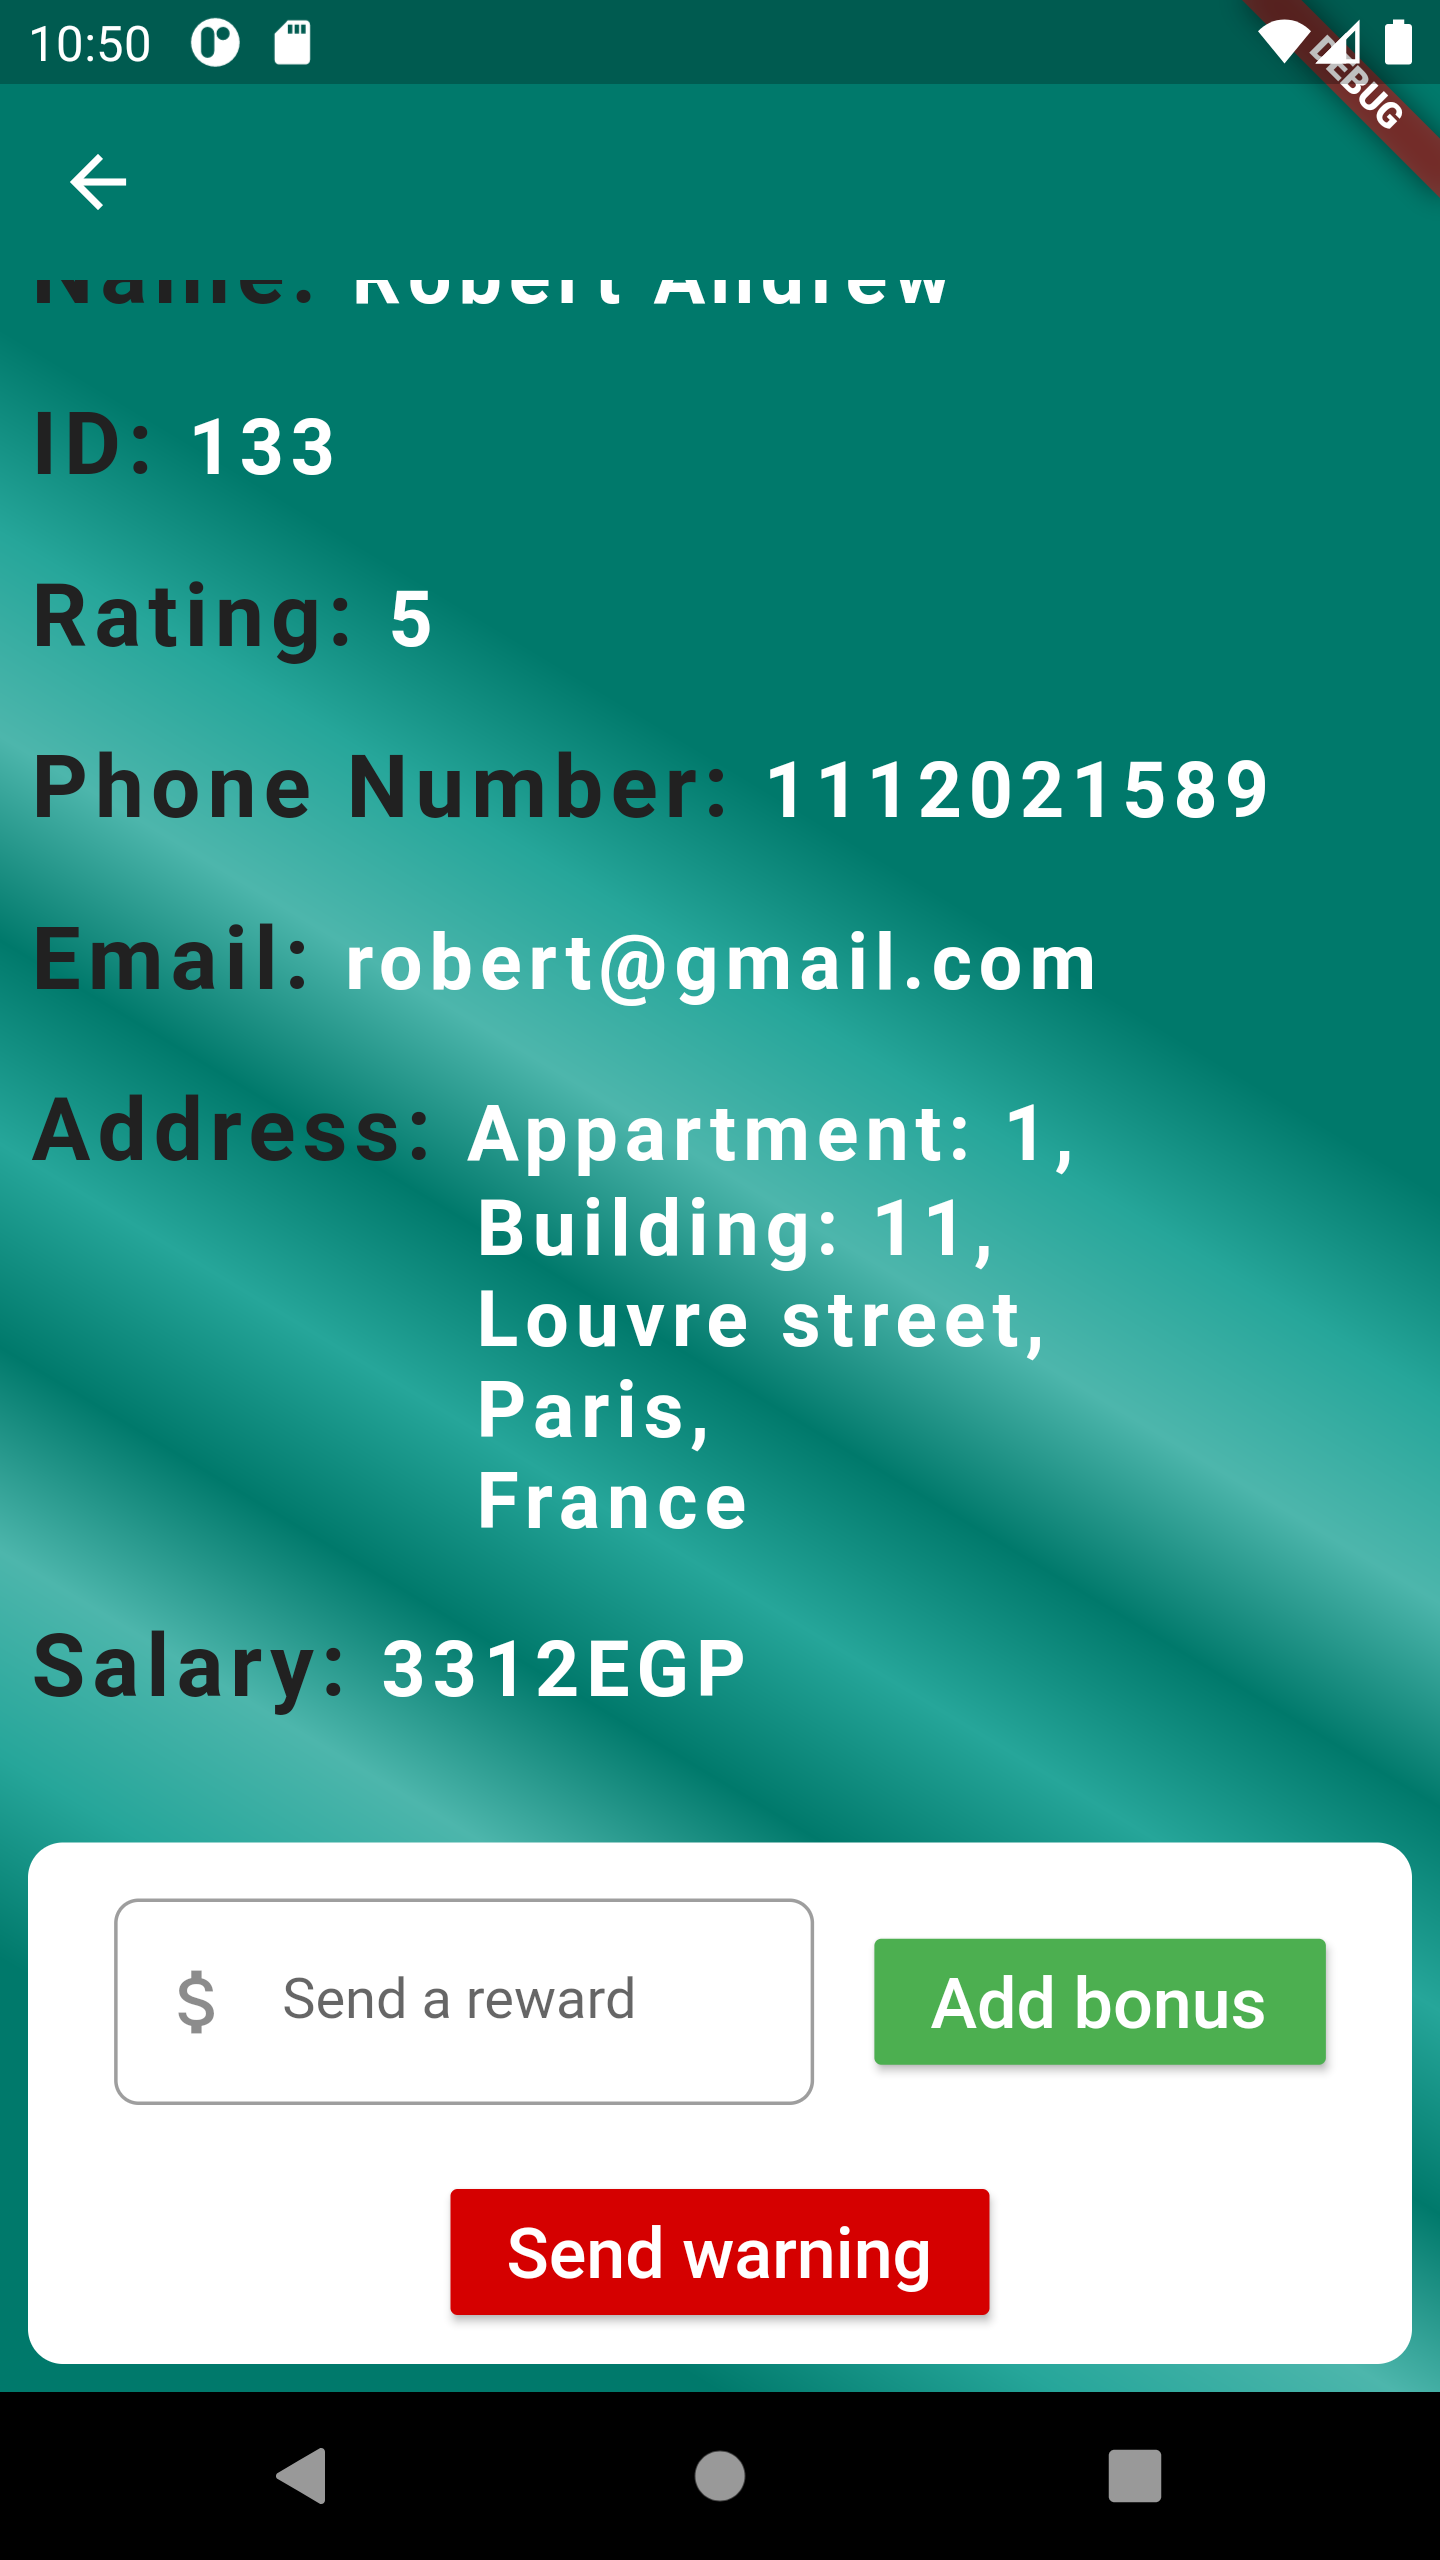 10:50
DEBUG
Name: Robert Andrew
ID: 133
Rating: 5
Phone Number: 1112021589
Email: robert@gmail.com
Address: Appartment: 1,
Building: 11,
Louvre street,
Paris,
France
Salary: 3312EGP
$ Send a reward
Add bonus
Send warning